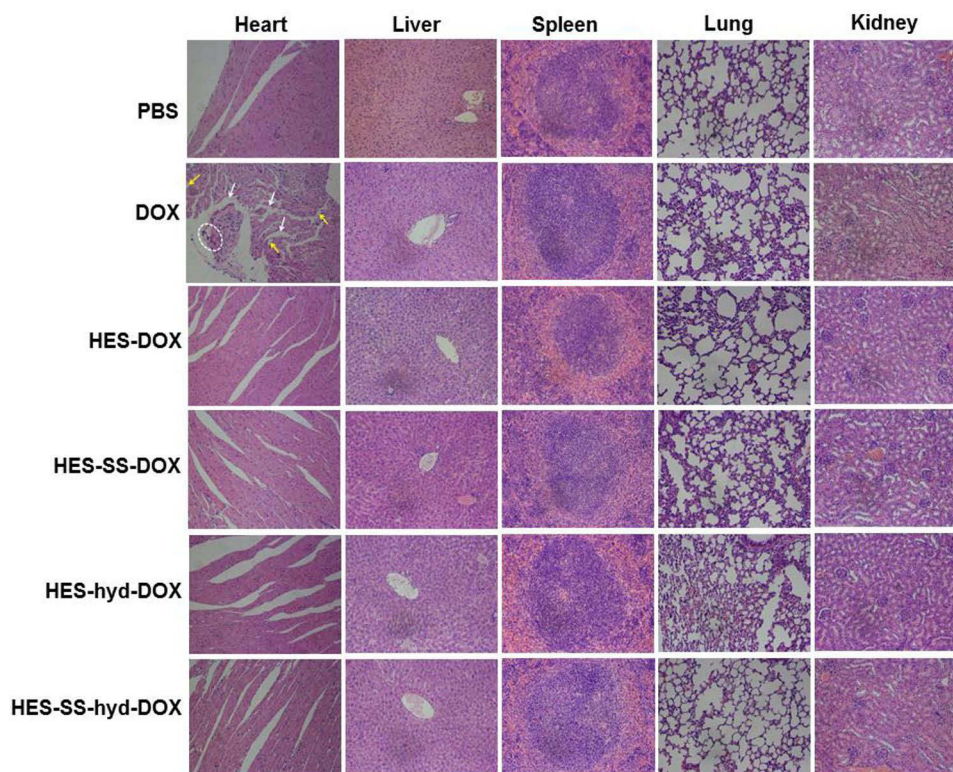 Heart Liver Spleen Lung Kidney
PBS
DOX
HES-DOX
HES-SS-DOX
HES-hyd-DOX
HES-SS-hyd-DOX